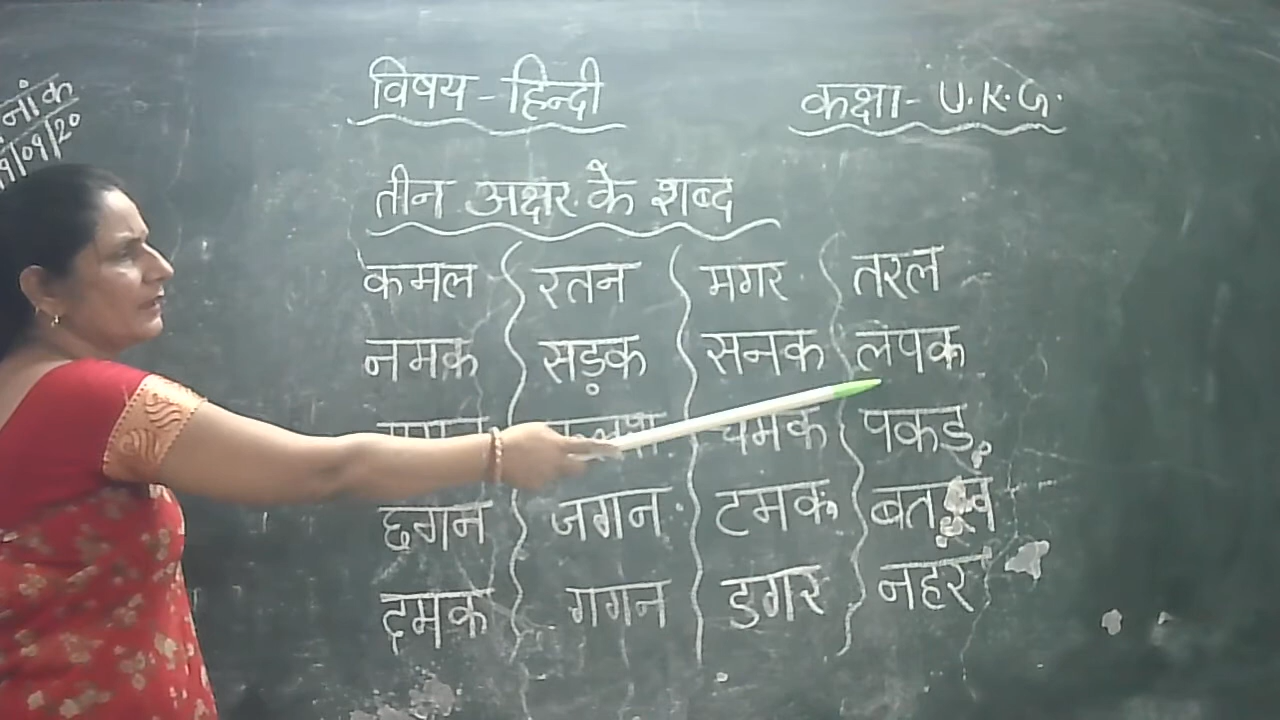 विषय - हिन्दी
कक्षा - U.K.G.
तीन अक्षर के शब्द
कमल रतन मगर तरल
नमक सड़क सनक लपक
चमक पकड़
छगन जगन टमक
दमक गगन डगर नहर